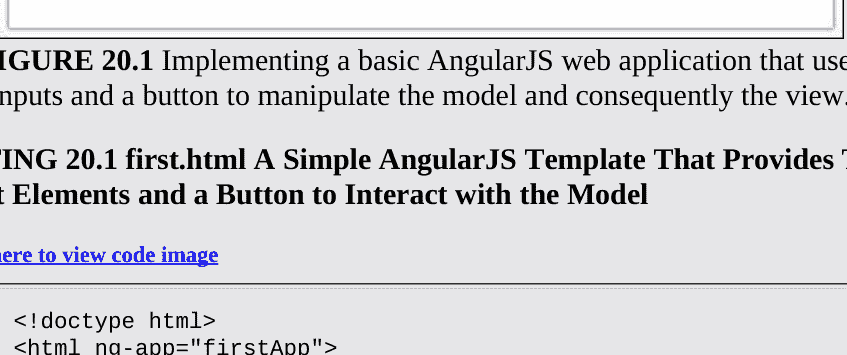 IGURE 20.1 Implementing a basic AngularJS web application that use
nputs and a button to manipulate the model and consequently the view.
TING 20.1 first.html A Simple AngularJS Template That Provides T
t Elements and a Button to Interact with the Model
ere to view code image
<!doctype html>
<html ng-app="firstApp">